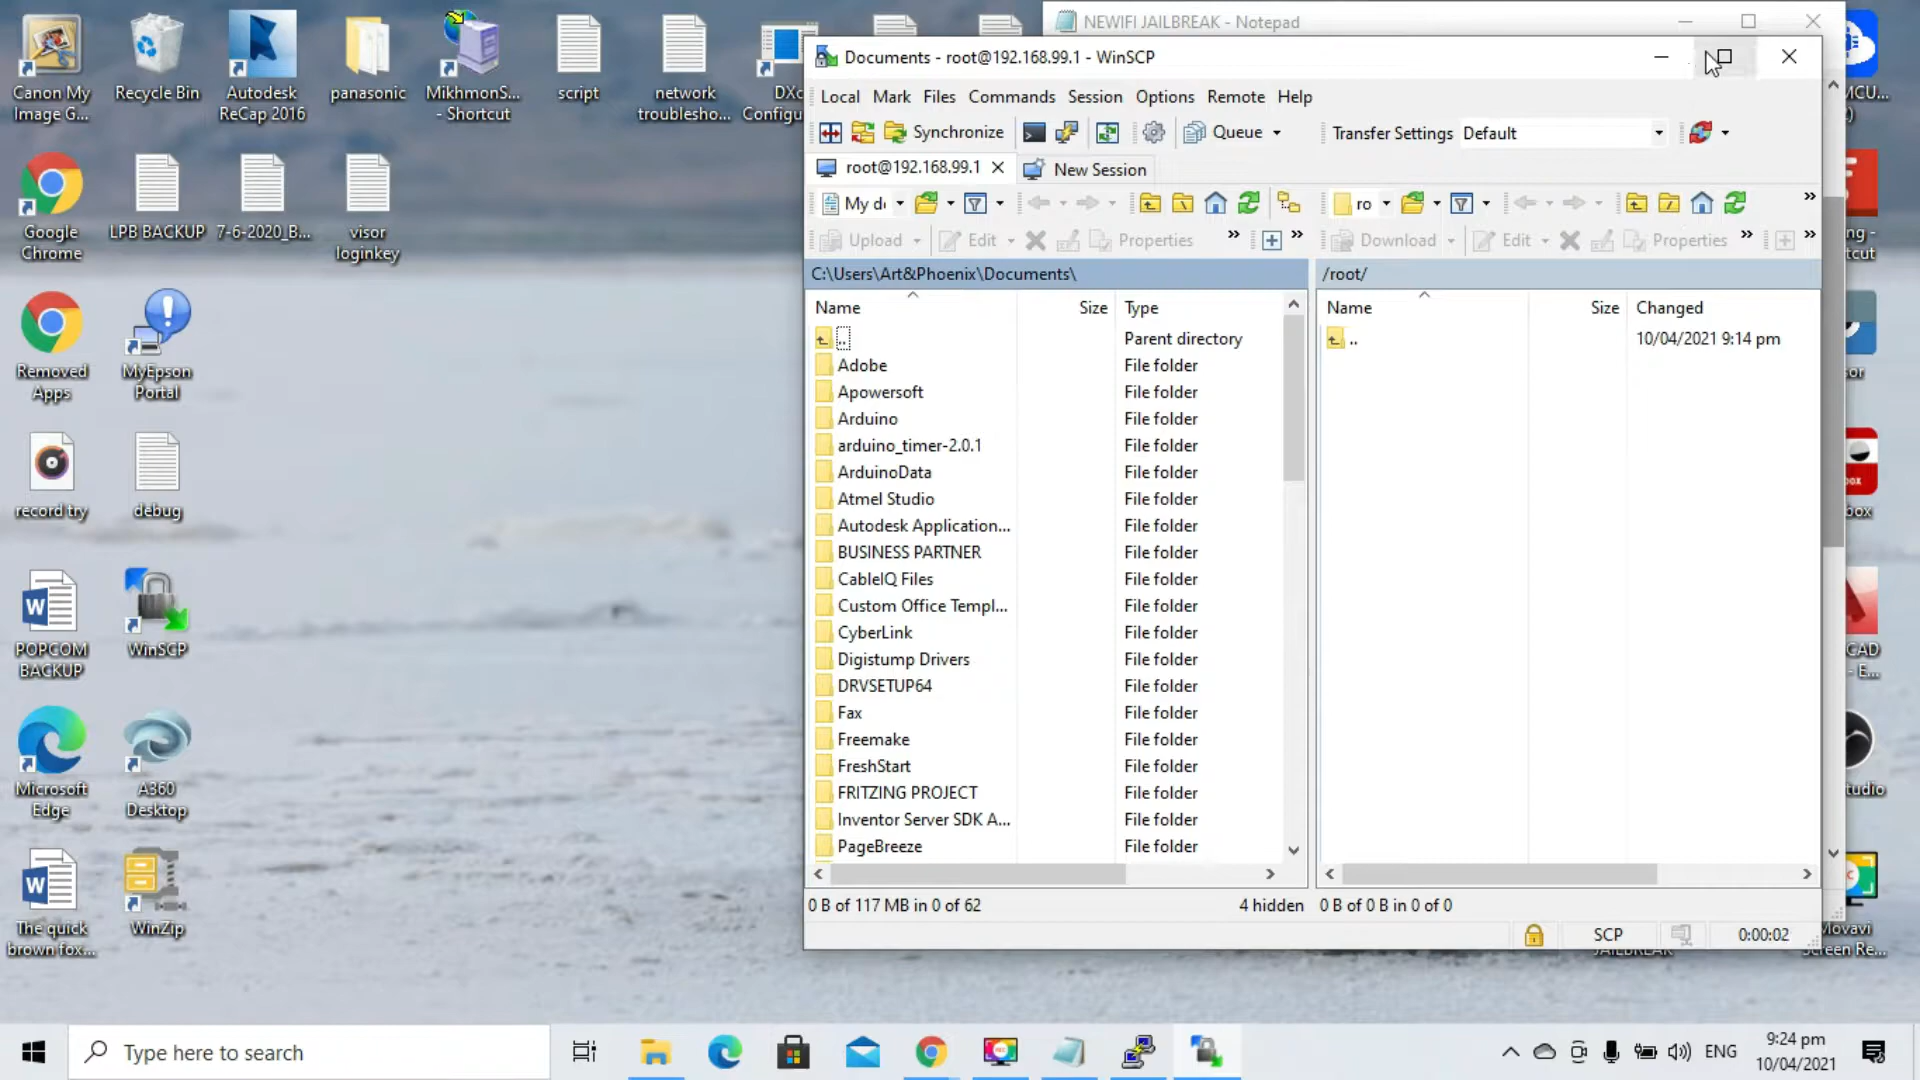 Canon My
Image G...
Recycle Bin
Autodesk
ReCap 2016
panasonic
MikhmonS...
- Shortcut
script
network
troublesho...
Configu
Google
Chrome
LPB BACKUP
7-6-2020_B...
visor
loginkey
Removed
Apps
MyEpson
Portal
record try
debug
POPCOM
BACKUP
WinSCP
Microsoft
Edge
A360
Desktop
The quick
brown fox...
WinZip
NEWIFI JAILBREAK - Notepad
Documents - root@192.168.99.1 - WinSCP
Local Mark Files Commands Session Options Remote Help
Synchronize Queue Transfer Settings Default
root@192.168.99.1 New Session
My d ro
Upload Edit Properties Download Edit Properties
C:\Users\Art&Phoenix\Documents\ /root/
Name Size Type Name Size Changed
.. Parent directory .. 10/04/2021 9:14 pm
Adobe File folder
Apowersoft File folder
Arduino File folder
arduino_timer-2.0.1 File folder
ArduinoData File folder
Atmel Studio File folder
Autodesk Application... File folder
BUSINESS PARTNER File folder
CableIQ Files File folder
Custom Office Templ... File folder
CyberLink File folder
Digistump Drivers File folder
DRVSETUP64 File folder
Fax File folder
Freemake File folder
FreshStart File folder
FRITZING PROJECT File folder
Inventor Server SDK A... File folder
PageBreeze File folder
0 B of 117 MB in 0 of 62 4 hidden 0 B of 0 B in 0 of 0
SCP 0:00:02
Movavi
Screen Re...
Type here to search
ENG
9:24 pm
10/04/2021